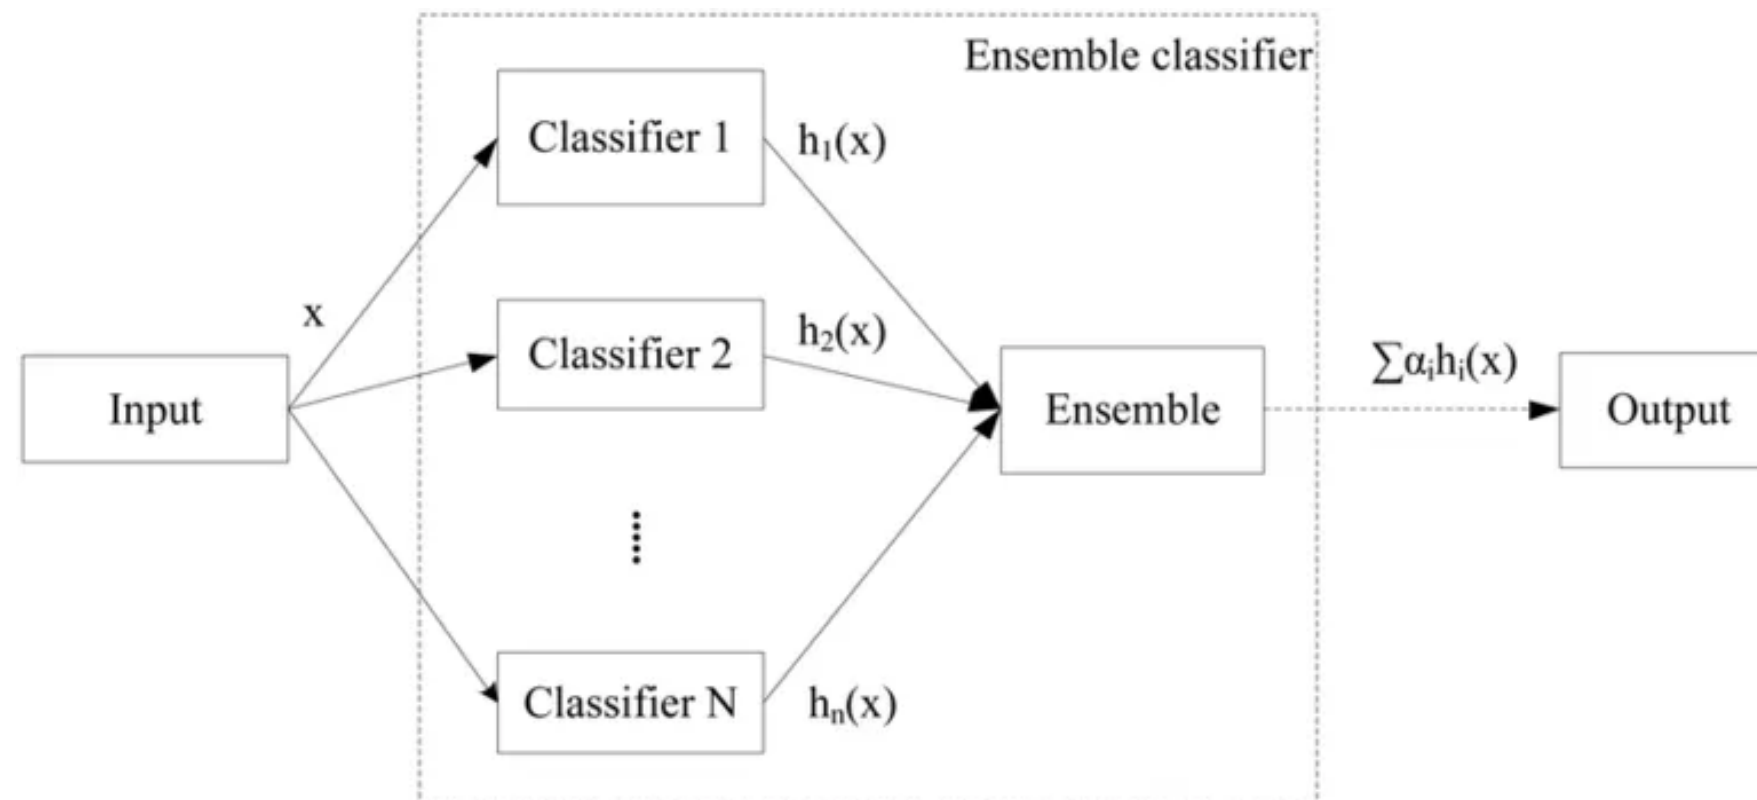 Ensemble classifier
Classifier 1
h₁(x)
x
Classifier 2
h₂(x)
Input
Ensemble
∑αᵢhᵢ(x)
Output
Classifier N
hₙ(x)